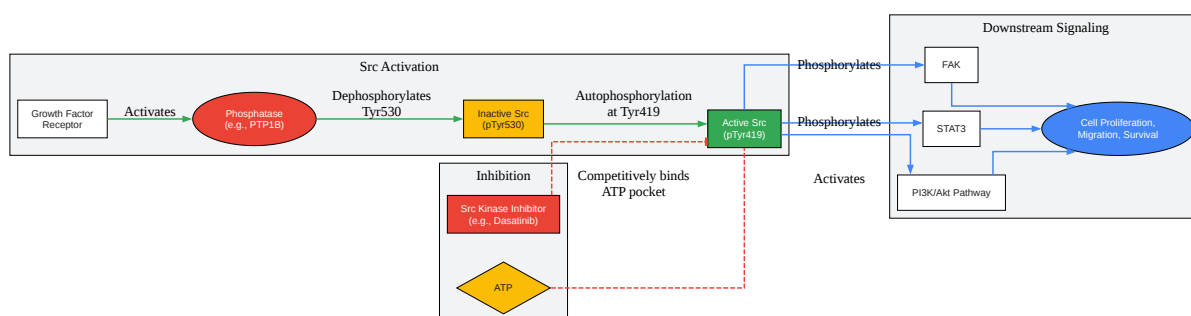 Downstream Signaling
Src Activation
Phosphorylates
FAK
Growth Factor
Receptor
Activates
Phosphatase
(e.g., PTP1B)
Dephosphorylates
Tyr530
Inactive Src
(pTyr530)
Autophosphorylation
at Tyr419
Active Src
(pTyr419)
Phosphorylates
STAT3
Cell Proliferation,
Migration, Survival
Inhibition
Competitively binds
ATP pocket
Activates
PI3K/Akt Pathway
Src Kinase Inhibitor
(e.g., Dasatinib)
ATP